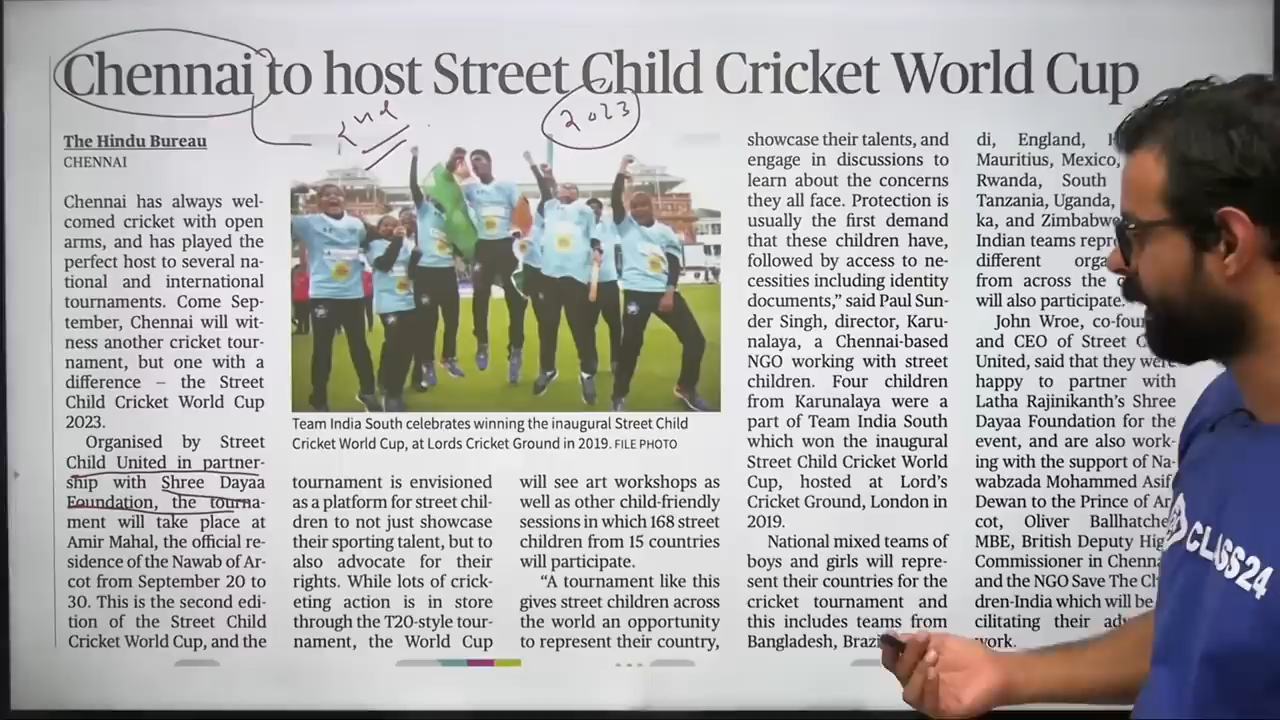 Chennai to host Street Child Cricket World Cup
2nd
2023
The Hindu Bureau
CHENNAI
Chennai has always wel-
comed cricket with open
arms, and has played the
perfect host to several na-
tional and international
tournaments. Come Sep-
tember, Chennai will wit-
ness another cricket tour-
nament, but one with a
difference – the Street
Child Cricket World Cup
2023.
Organised by Street
Child United in partner-
ship with Shree Dayaa
Foundation, the tourna-
ment will take place at
Amir Mahal, the official re-
sidence of the Nawab of Ar-
cot from September 20 to
30. This is the second edi-
tion of the Street Child
Cricket World Cup, and the
Team India South celebrates winning the inaugural Street Child
Cricket World Cup, at Lords Cricket Ground in 2019. FILE PHOTO
tournament is envisioned
as a platform for street chil-
dren to not just showcase
their sporting talent, but to
also advocate for their
rights. While lots of crick-
eting action is in store
through the T20-style tour-
nament, the World Cup
will see art workshops as
well as other child-friendly
sessions in which 168 street
children from 15 countries
will participate.
“A tournament like this
gives street children across
the world an opportunity
to represent their country,
showcase their talents, and
engage in discussions to
learn about the concerns
they all face. Protection is
usually the first demand
that these children have,
followed by access to ne-
cessities including identity
documents,” said Paul Sun-
der Singh, director, Karu-
nalaya, a Chennai-based
NGO working with street
children. Four children
from Karunalaya were a
part of Team India South
which won the inaugural
Street Child Cricket World
Cup, hosted at Lord’s
Cricket Ground, London in
2019.
National mixed teams of
boys and girls will repre-
sent their countries for the
cricket tournament and
this includes teams from
Bangladesh,
di, England,
Mauritius, Mexico,
Rwanda, South
Tanzania, Uganda,
ka, and Zimbabwe
Indian teams
different
from across the
will also participate.
John Wroe,
and CEO of Street
United, said that they were
happy to partner with
Latha Rajinikanth’s Shree
Dayaa Foundation for the
event, and are also work-
ing with the support of Na-
wabzada Mohammed Asif
Dewan to the Prince of Ar
cot, Oliver
MBE, British Deputy
Commissioner in
and the NGO Save The
dren-India which will be
cilitating their
work.
CLASS24